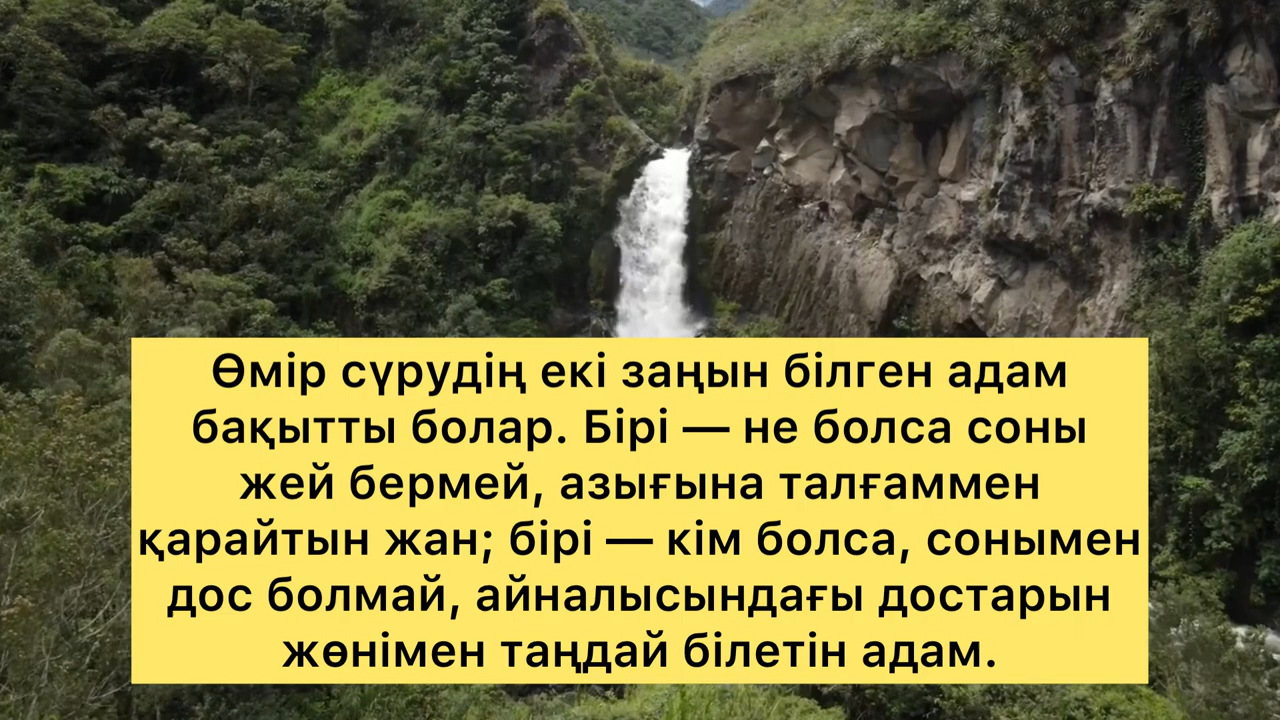 Өмір сүрудің екі заңын білген адам
бақытты болар. Бірі — не болса соны
жей бермей, азығына талғаммен
қарайтын жан; бірі — кім болса, сонымен
дос болмай, айналысындағы достарын
жөнімен таңдай білетін адам.